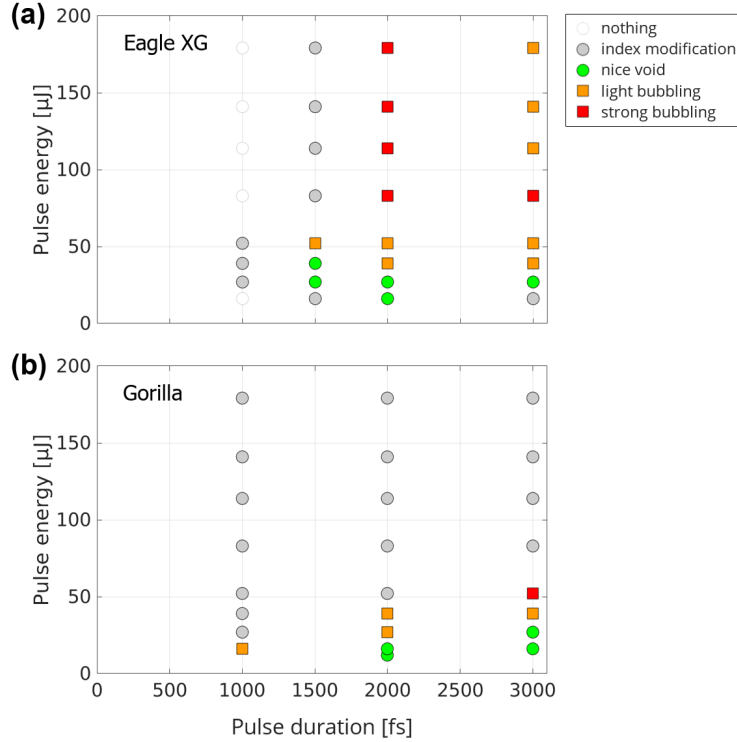 (a)
Eagle XG
Pulse energy [µJ]
200
150
100
50
0
nothing
index modification
nice void
light bubbling
strong bubbling
(b)
Gorilla
Pulse energy [µJ]
200
150
100
50
0
0 500 1000 1500 2000 2500 3000
Pulse duration [fs]